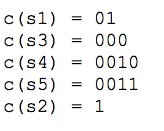 c(s1) = 01
c(s3) = 000
c(s4) = 0010
c(s5) = 0011
c(s2) = 1